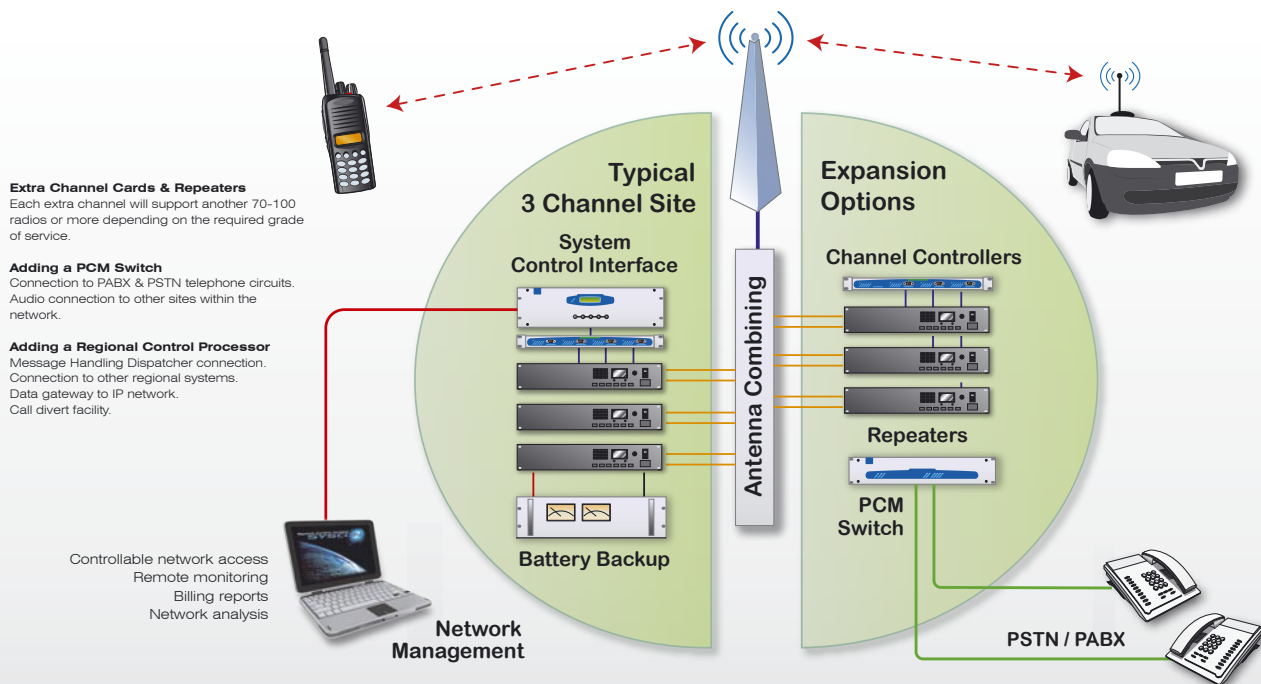 Extra Channel Cards & Repeaters
Each extra channel will support another 70-100
radios or more depending on the required grade
of service.
Adding a PCM Switch
Connection to PABX & PSTN telephone circuits.
Audio connection to other sites within the
network.
Adding a Regional Control Processor
Message Handling Dispatcher connection.
Connection to other regional systems.
Data gateway to IP network.
Call divert facility.
Controllable network access
Remote monitoring
Billing reports
Network analysis
Network
Management
Typical
3 Channel Site
System
Control Interface
Battery Backup
Antenna Combining
Expansion
Options
Channel Controllers
Repeaters
PCM
Switch
PSTN / PABX